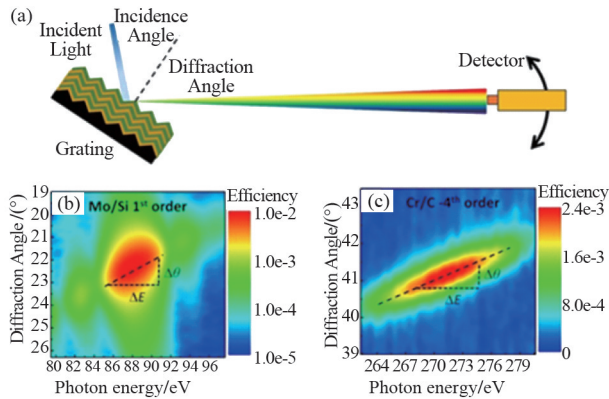 (a)
Incident
Light
Incidence
Angle
Diffraction
Angle
Detector
Grating
(b) Mo/Si 1st order
Efficiency
1.0e-2
1.0e-3
1.0e-4
1.0e-5
Diffraction Angle/(°)
19
20
21
22
23
24
25
26
Δθ
ΔE
80 82 84 86 88 90 92 94 96
Photon energy/eV
(c) Cr/C -4th order
Efficiency
2.4e-3
1.6e-3
8.0e-4
0
Diffraction Angle/(°)
43
42
41
40
39
Δθ
ΔE
264 267 270 273 276 279
Photon energy/eV